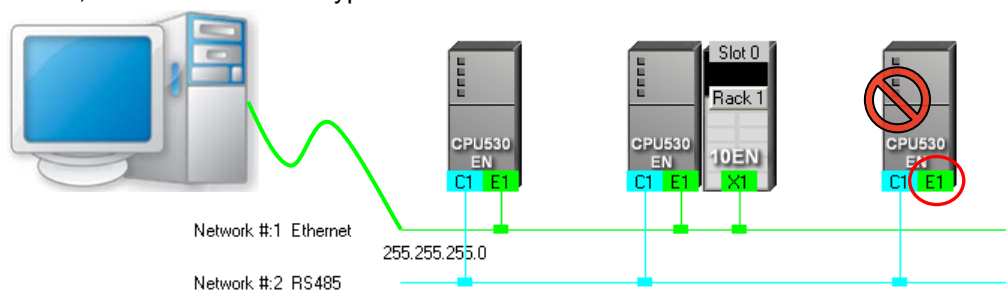 Slot 0
Rack 1
CPU530
EN
C1 E1
CPU530
EN
C1 E1
10EN
X1
CPU530
EN
C1 E1
Network #:1 Ethernet
255.255.255.0
Network #:2 RS485